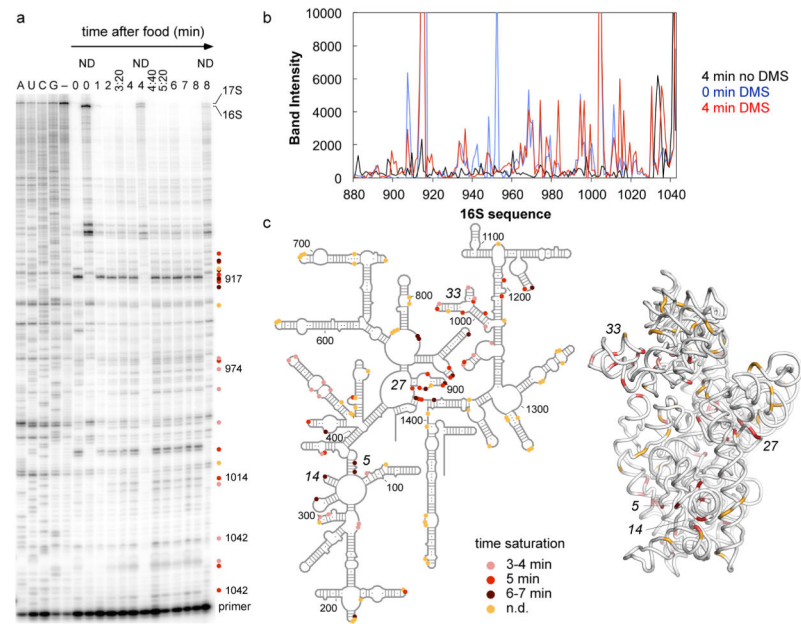 a
time after food (min)
ND ND ND
A U C G – 0 0 1 2 3:20 4 4 4:40 5:20 6 7 8 8
17S
16S
917
974
1014
1042
1042
primer
b
10000
8000
6000
4000
2000
0
Band Intensity
880 900 920 940 960 980 1000 1020 1040
16S sequence
4 min no DMS
0 min DMS
4 min DMS
c
700
1100
800
33
1200
1000
600
27
900
1300
1400
400
5
14
100
300
200
time saturation
3-4 min
5 min
6-7 min
n.d.
33
27
5
14